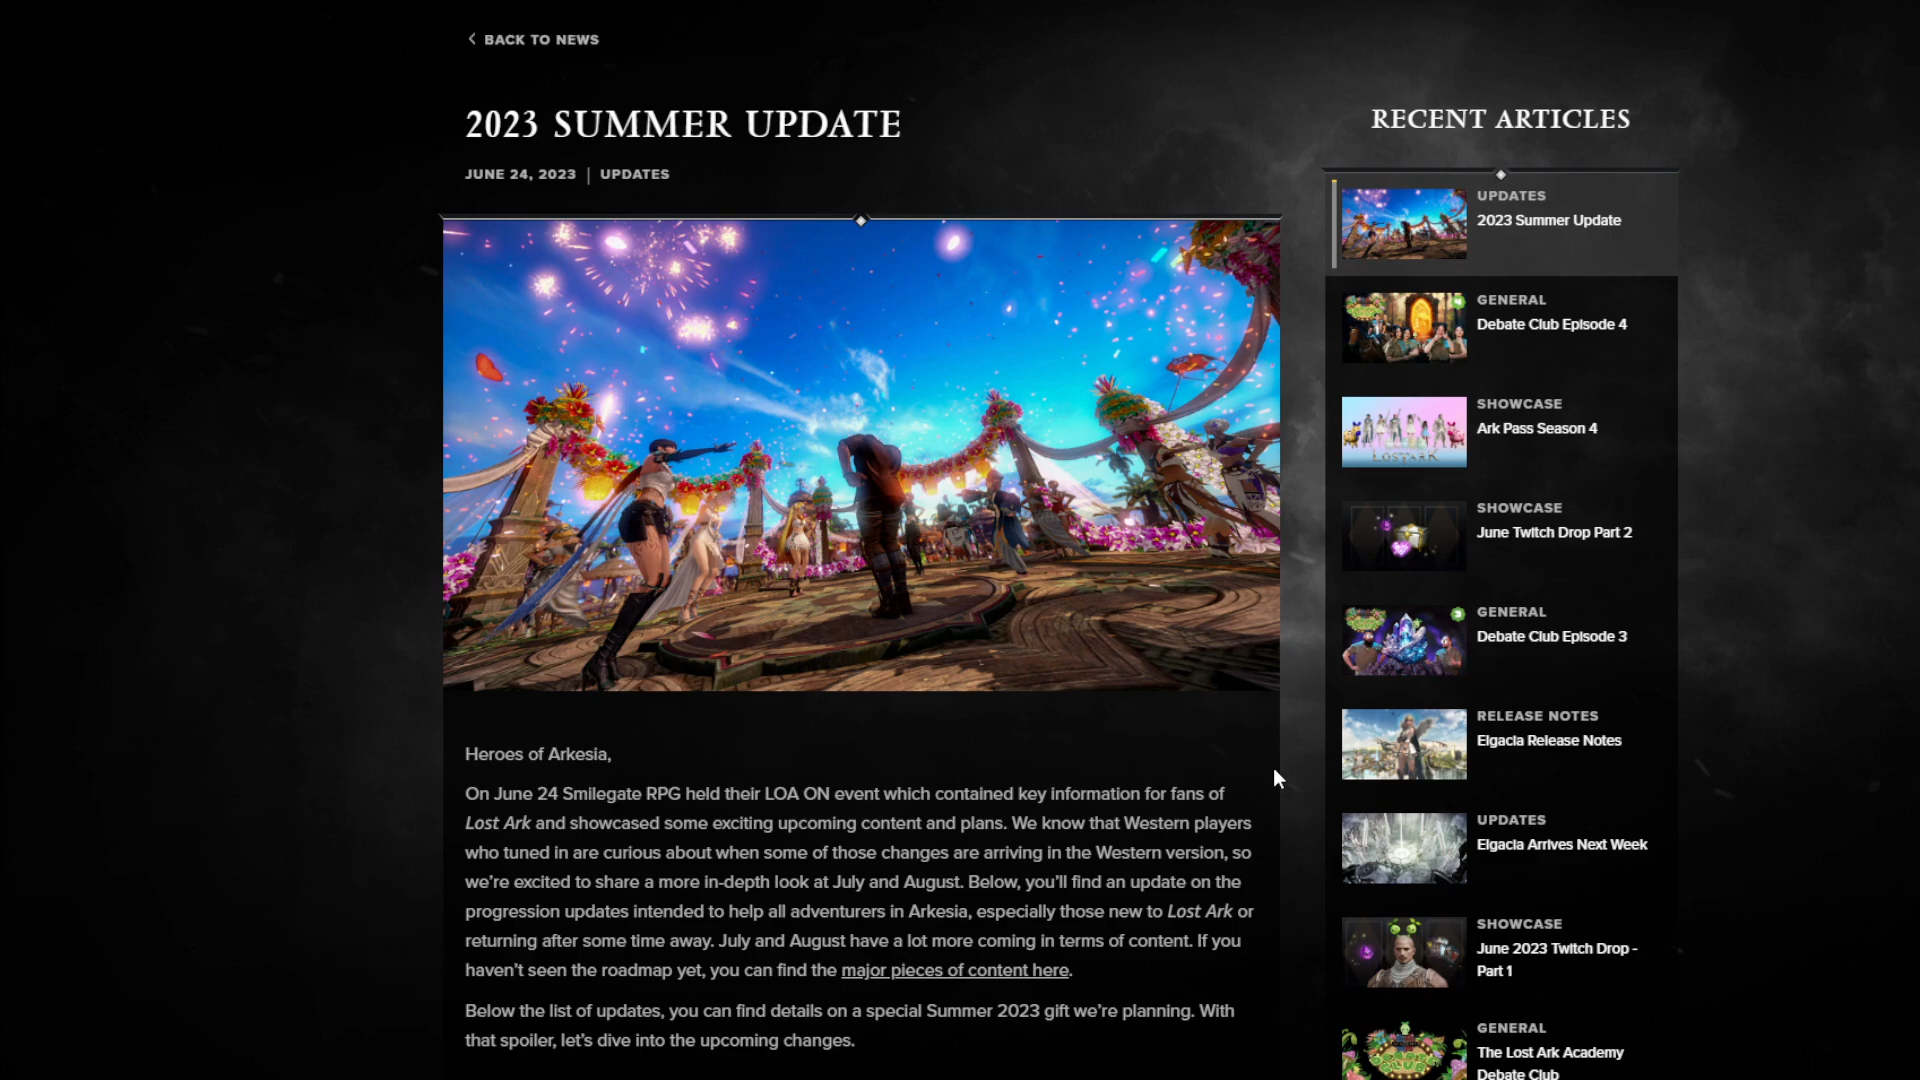 BACK TO NEWS
2023 SUMMER UPDATE
JUNE 24, 2023 | UPDATES
Heroes of Arkesia,
On June 24 Smilegate RPG held their LOA ON event which contained key information for fans of
Lost Ark and showcased some exciting upcoming content and plans. We know that Western players
who tuned in are curious about when some of those changes are arriving in the Western version, so
we’re excited to share a more in-depth look at July and August. Below, you’ll find an update on the
progression updates intended to help all adventurers in Arkesia, especially those new to Lost Ark or
returning after some time away. July and August have a lot more coming in terms of content. If you
haven’t seen the roadmap yet, you can find the major pieces of content here.
Below the list of updates, you can find details on a special Summer 2023 gift we’re planning. With
that spoiler, let’s dive into the upcoming changes.
RECENT ARTICLES
UPDATES
2023 Summer Update
GENERAL
Debate Club Episode 4
SHOWCASE
Ark Pass Season 4
LOST ARK
SHOWCASE
June Twitch Drop Part 2
GENERAL
Debate Club Episode 3
RELEASE NOTES
Elgacia Release Notes
UPDATES
Elgacia Arrives Next Week
SHOWCASE
June 2023 Twitch Drop -
Part 1
GENERAL
The Lost Ark Academy
Debate Club